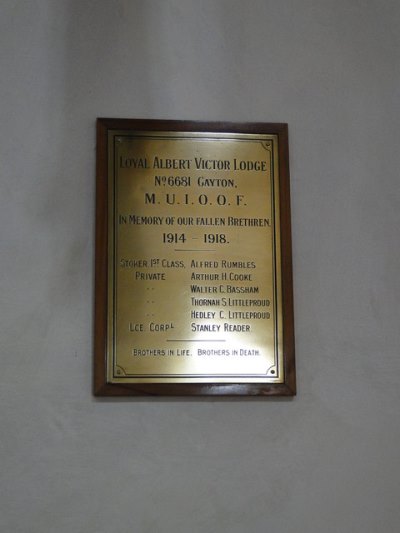 LOYAL ALBERT VICTOR LODGE
No. 6681 GAYTON,
M. U. I. O. O. F.
IN MEMORY OF OUR FALLEN BRETHREN,
1914 – 1918.
STOKER 1ST CLASS, ALFRED RUMBLES
PRIVATE ARTHUR H. COOKE
" WALTER C. BASSHAM
" THORNAH S. LITTLEPROUD
" HEDLEY C. LITTLEPROUD
LCE. CORPL STANLEY READER.
BROTHERS IN LIFE, BROTHERS IN DEATH.